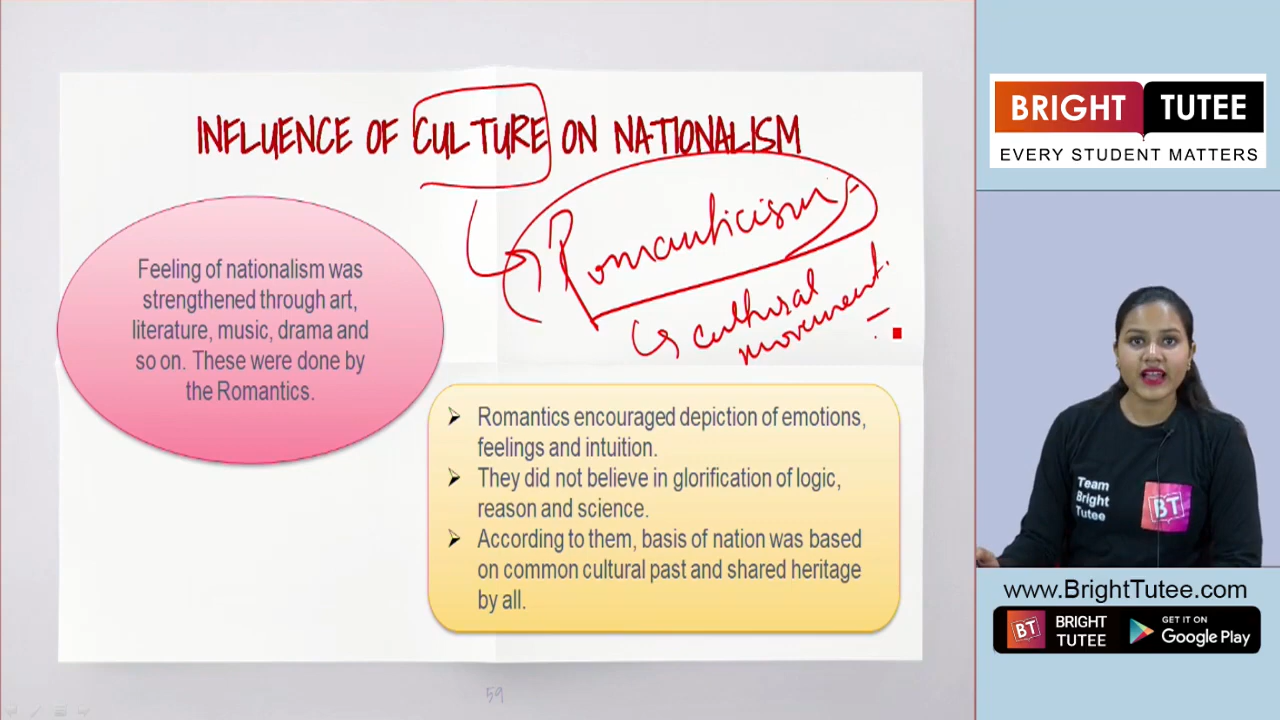 INFLUENCE OF CULTURE ON NATIONALISM
Romanticism
cultural
movement.
Feeling of nationalism was
strengthened through art,
literature, music, drama and
so on. These were done by
the Romantics.
➤ Romantics encouraged depiction of emotions,
feelings and intuition.
➤ They did not believe in glorification of logic,
reason and science.
➤ According to them, basis of nation was based
on common cultural past and shared heritage
by all.
59
BRIGHT TUTEE
EVERY STUDENT MATTERS
Team
Bright
Tutee
BT
www.BrightTutee.com
BT BRIGHT
TUTEE
GET IT ON
Google Play